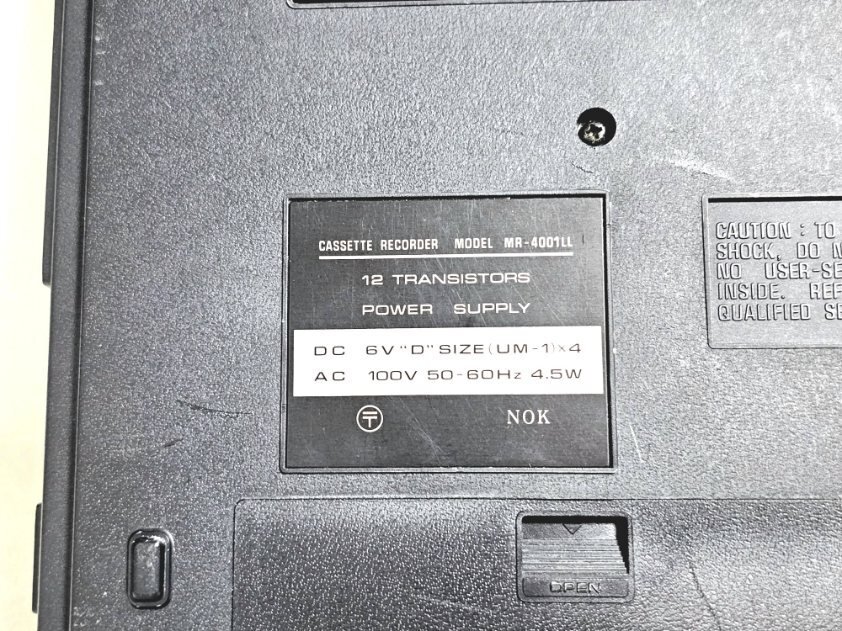 CASSETTE RECORDER MODEL MR-4001LL
12 TRANSISTORS
POWER SUPPLY
DC 6V "D" SIZE (UM-1)×4
AC 100V 50-60Hz 4.5W
〒 NOK
CAUTION : TO
SHOCK, DO N
NO USER-SE
INSIDE. REF
QUALIFIED SE
OPEN